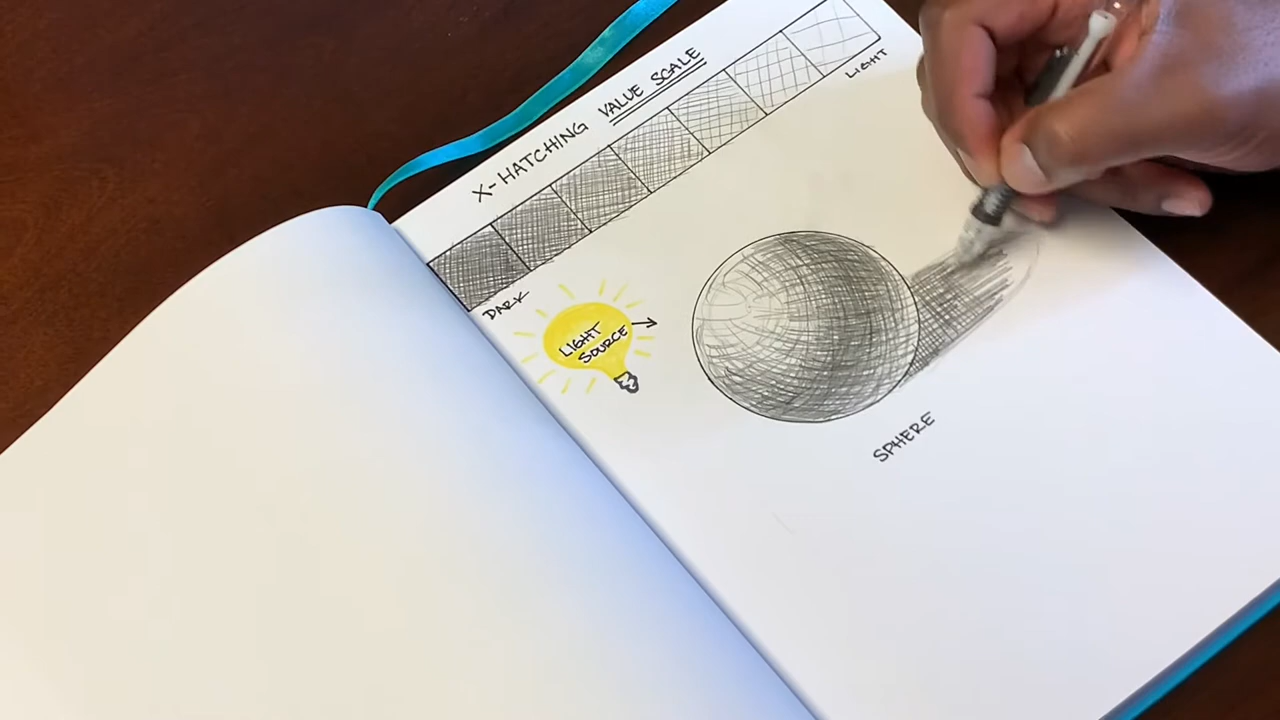 X-HATCHING VALUE SCALE
LIGHT
DARK
LIGHT
SOURCE
SPHERE